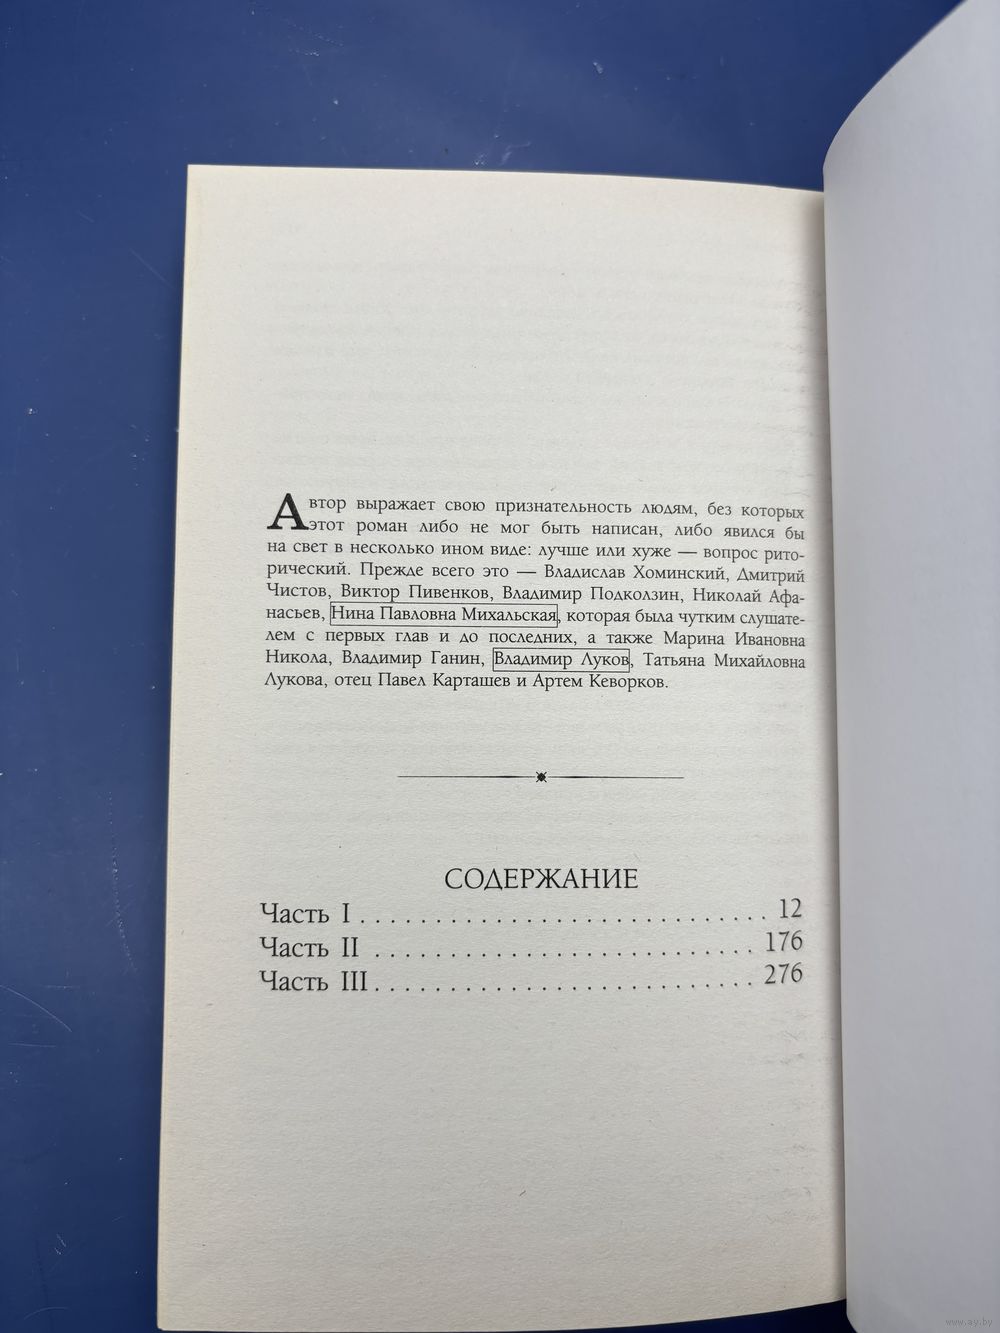 Автор выражает свою признательность людям, без которых
этот роман либо не мог быть написан, либо явился бы
на свет в несколько ином виде: лучше или хуже — вопрос рито-
рический. Прежде всего это — Владислав Хоминский, Дмитрий
Чистов, Виктор Пивенков, Владимир Подколзин, Николай Афа-
насьев, Нина Павловна Михальская, которая была чутким слушате-
лем с первых глав и до последних, а также Марина Ивановна
Никола, Владимир Ганин, Владимир Луков, Татьяна Михайловна
Лукова, отец Павел Карташев и Артем Кеворков.
СОДЕРЖАНИЕ
Часть I . . . . . . . . . . . . . . . . . . . . . . . . . . . 12
Часть II . . . . . . . . . . . . . . . . . . . . . . . . . 176
Часть III . . . . . . . . . . . . . . . . . . . . . . . . . 276
www.ay.by